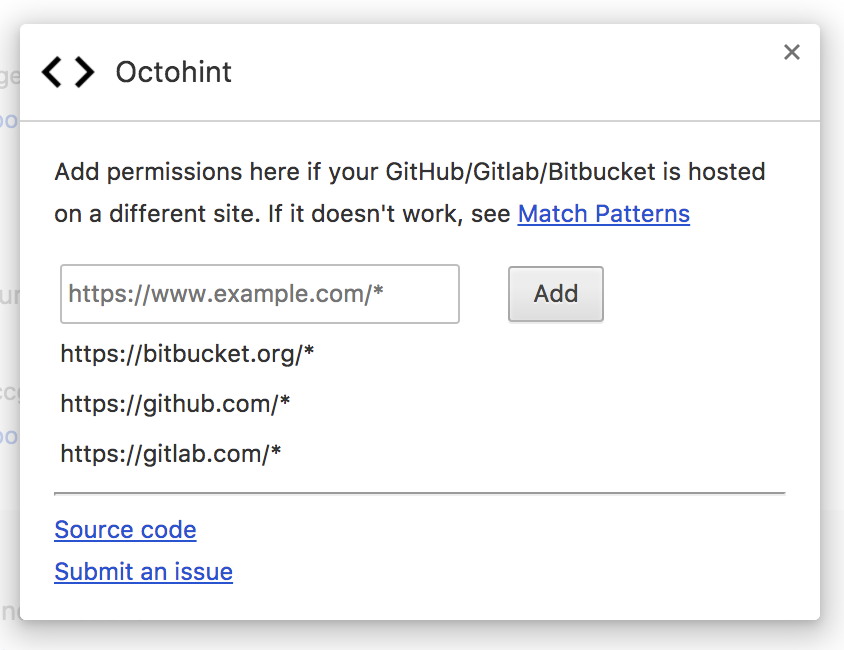 Octohint
Add permissions here if your GitHub/Gitlab/Bitbucket is hosted
on a different site. If it doesn't work, see Match Patterns
https://www.example.com/*
Add
https://bitbucket.org/*
https://github.com/*
https://gitlab.com/*
Source code
Submit an issue